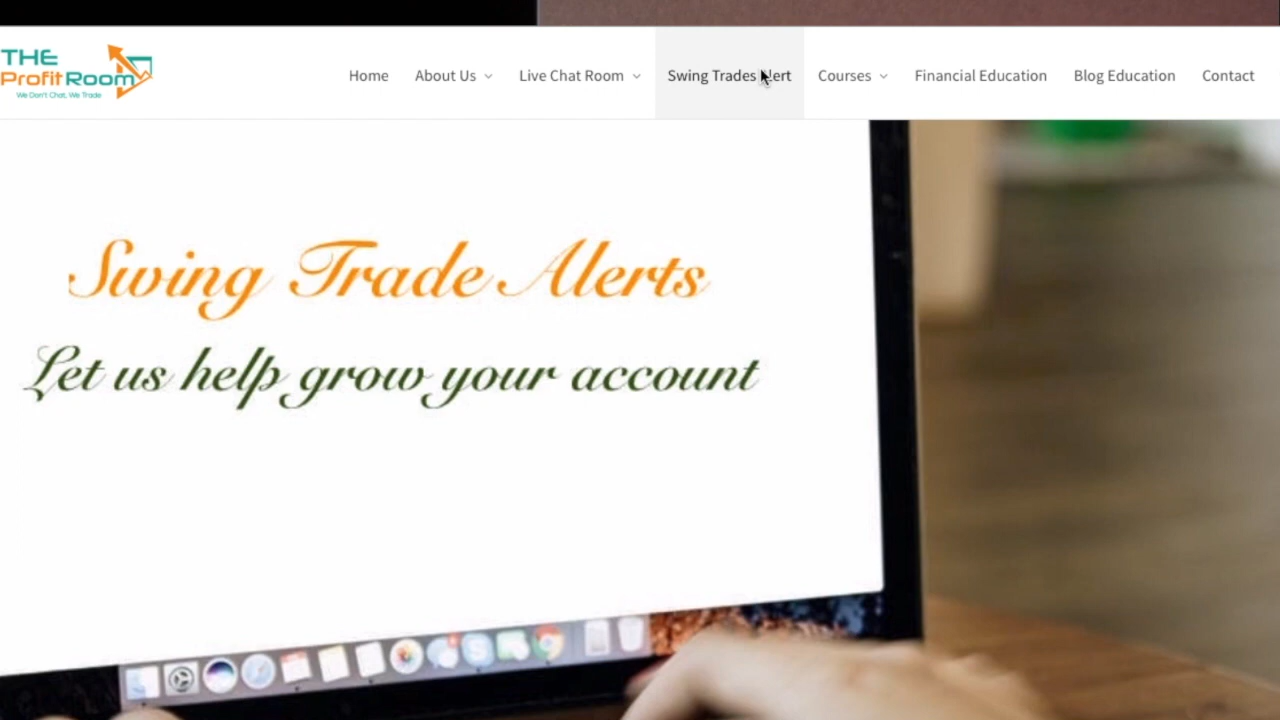 THE
Profit Room
We Don't Chat, We Trade
Home About Us Live Chat Room Swing Trades Alert Courses Financial Education Blog Education Contact
Swing Trade Alerts
Let us help grow your account